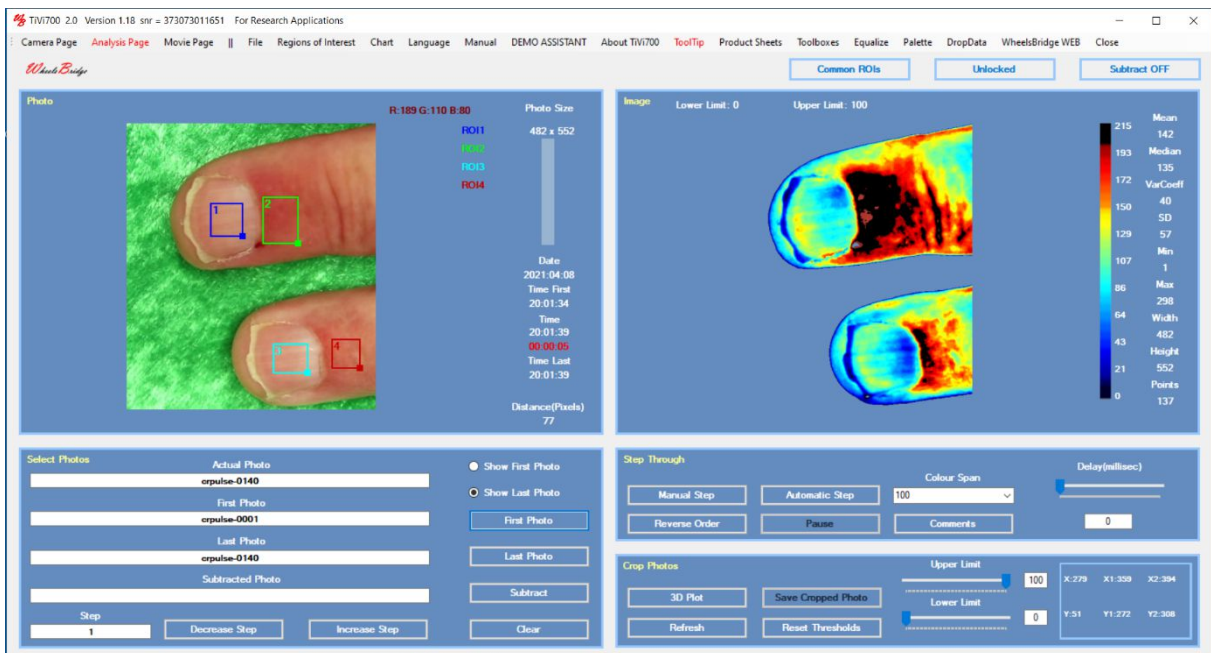 TiVi700 2.0 Version 1.18 snr = 373073011651 For Research Applications
Camera Page Analysis Page Movie Page || File Regions of Interest Chart Language Manual DEMO ASSISTANT About TiVi700 ToolTip Product Sheets Toolboxes Equalize Palette DropData WheelsBridge WEB Close
WheelsBridge
Common ROIs Unlocked Subtract OFF
Photo
R:189 G:110 B:80
Photo Size
482 x 552
ROI1
ROI2
ROI3
ROI4
1
2
3
4
Date
2021:04:08
Time First
20:01:34
Time
20:01:39
00:00:05
Time Last
20:01:39
Distance(Pixels)
77
Image Lower Limit: 0 Upper Limit: 100
215
193
172
150
129
107
86
64
43
21
0
Mean
142
Median
135
VarCoeff
40
SD
57
Min
1
Max
298
Width
482
Height
552
Points
137
Select Photos
Actual Photo
crpulse-0140
First Photo
crpulse-0001
Last Photo
crpulse-0140
Subtracted Photo
Step
1
Decrease Step Increase Step
Show First Photo
Show Last Photo
First Photo
Last Photo
Subtract
Clear
Step Through
Manual Step Automatic Step
Reverse Order Pause
Colour Span
100
Comments
Delay(millisec)
0
Crop Photos
3D Plot Save Cropped Photo
Refresh Reset Thresholds
Upper Limit
100
Lower Limit
0
X:279 X1:359 X2:394
Y:51 Y1:272 Y2:308